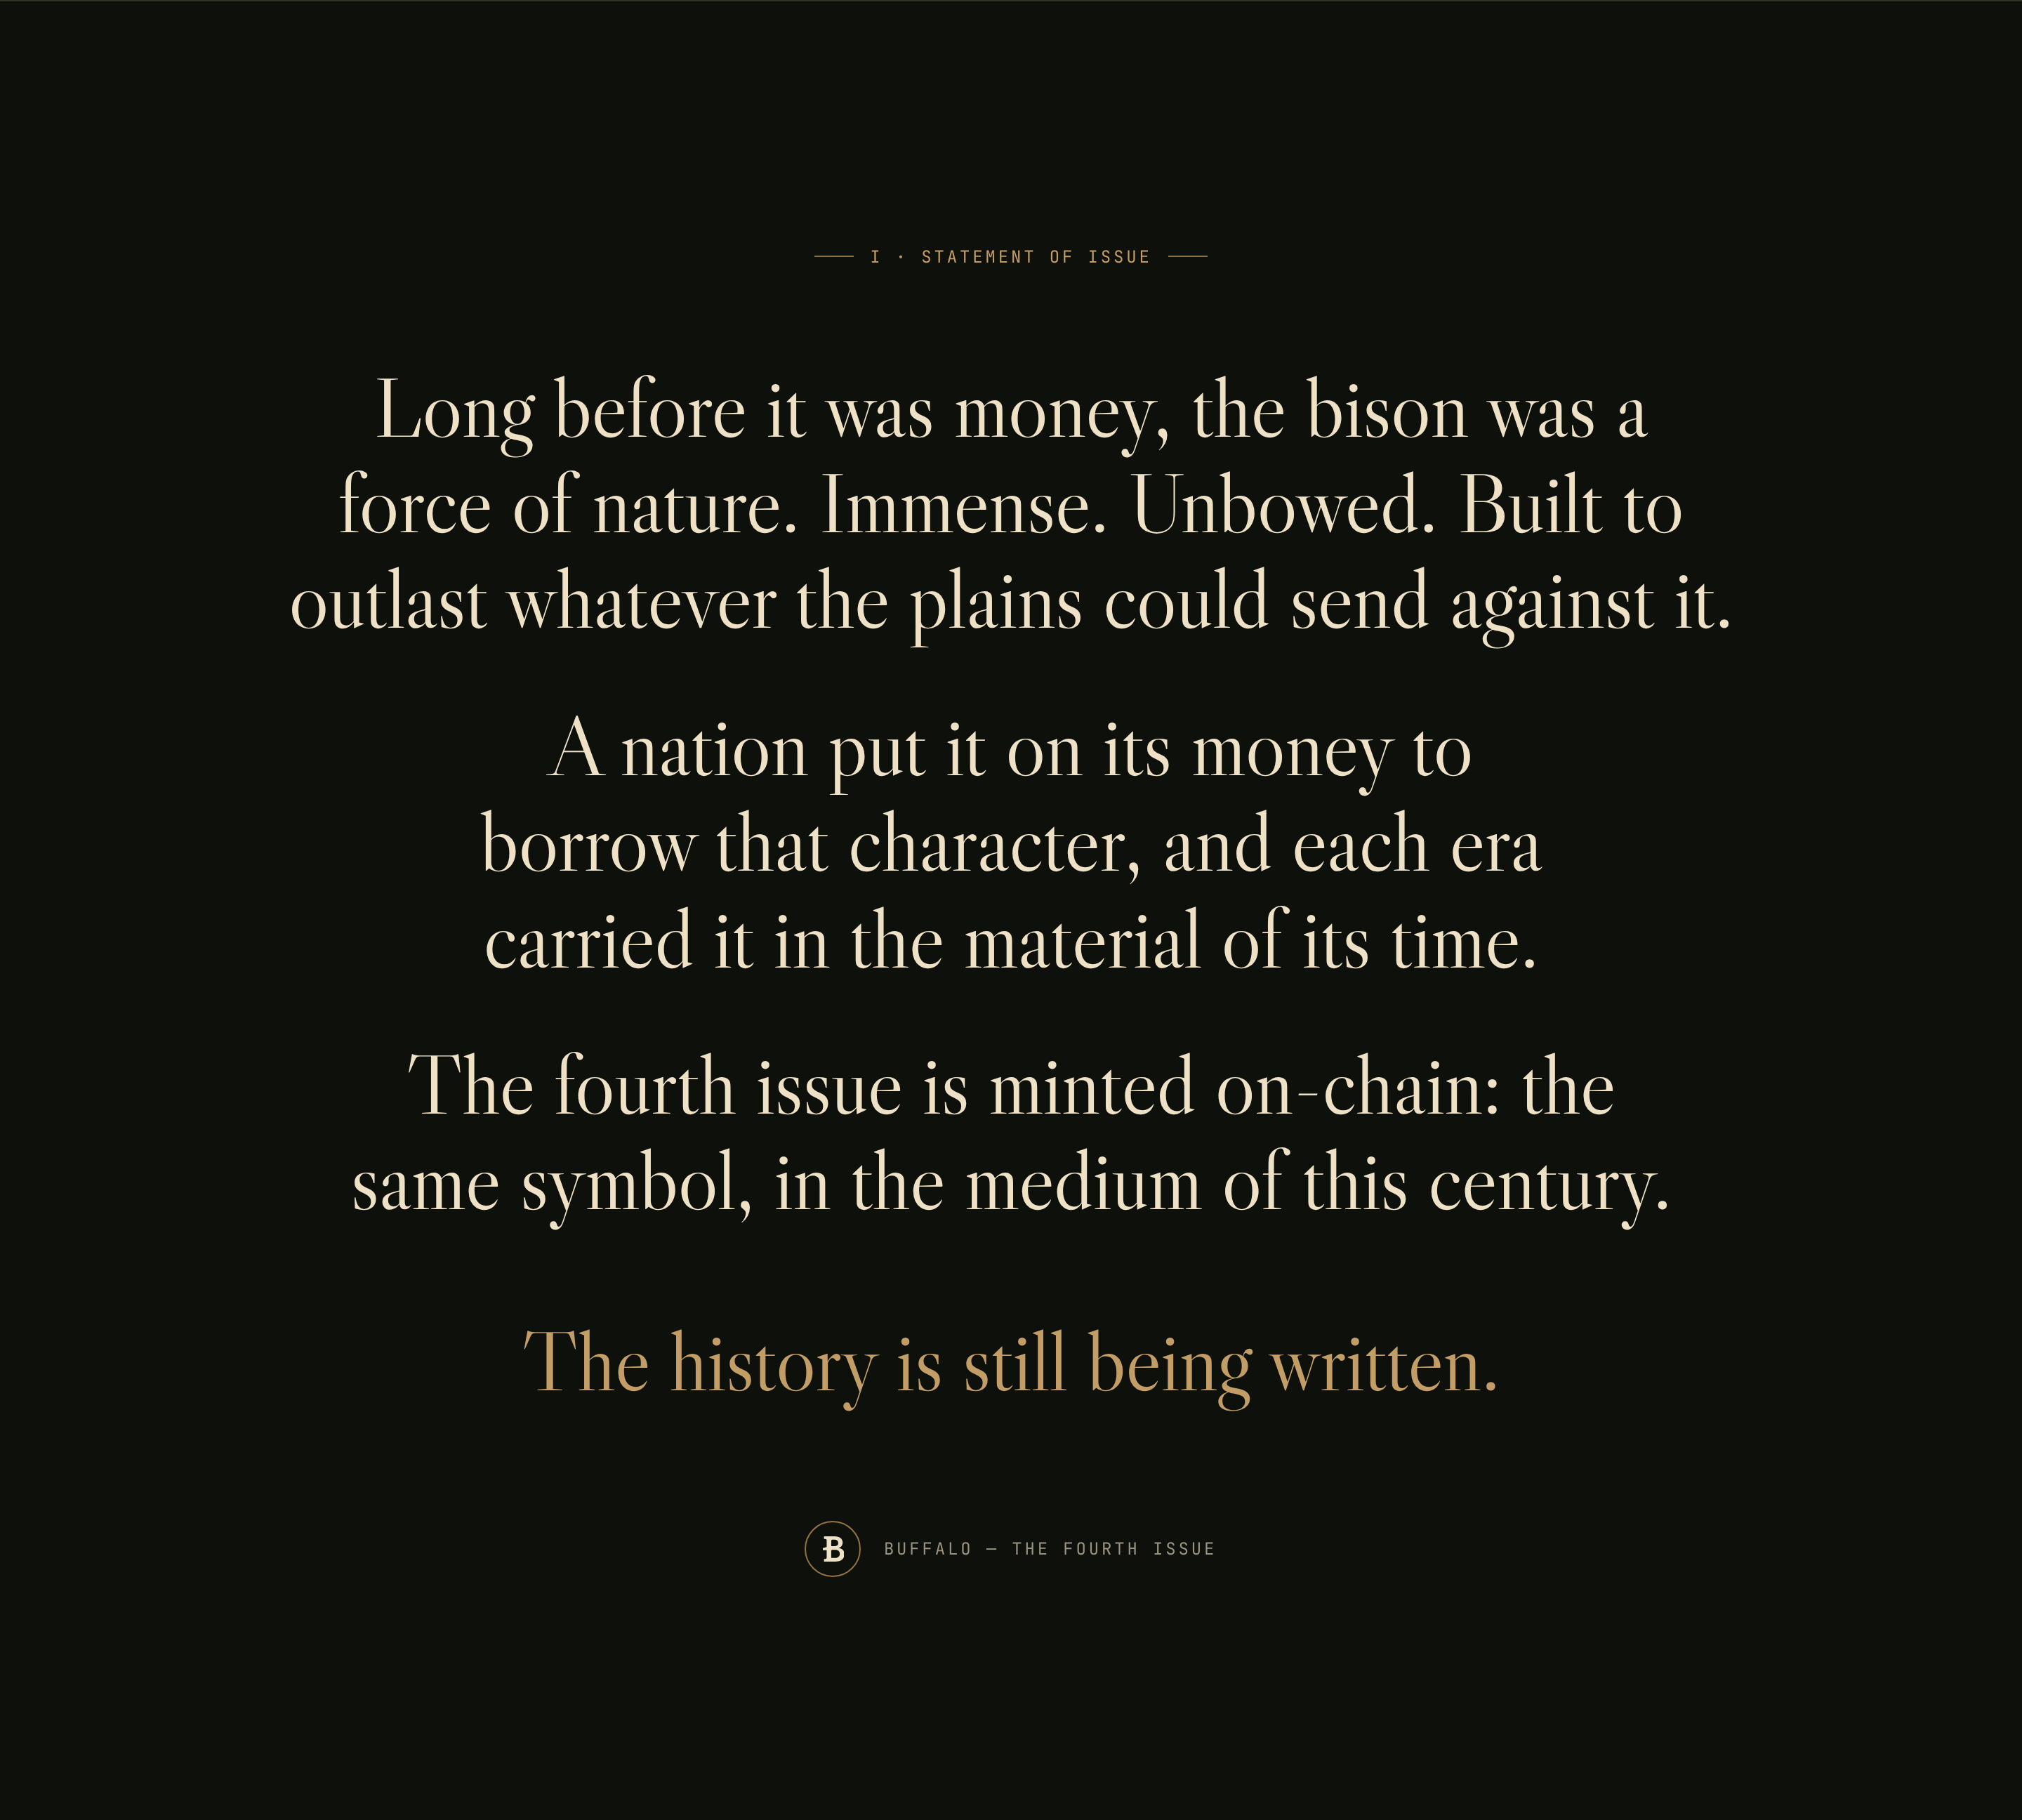 I · STATEMENT OF ISSUE
Long before it was money, the bison was a
force of nature. Immense. Unbowed. Built to
outlast whatever the plains could send against it.
A nation put it on its money to
borrow that character, and each era
carried it in the material of its time.
The fourth issue is minted on-chain: the
same symbol, in the medium of this century.
The history is still being written.
B BUFFALO — THE FOURTH ISSUE